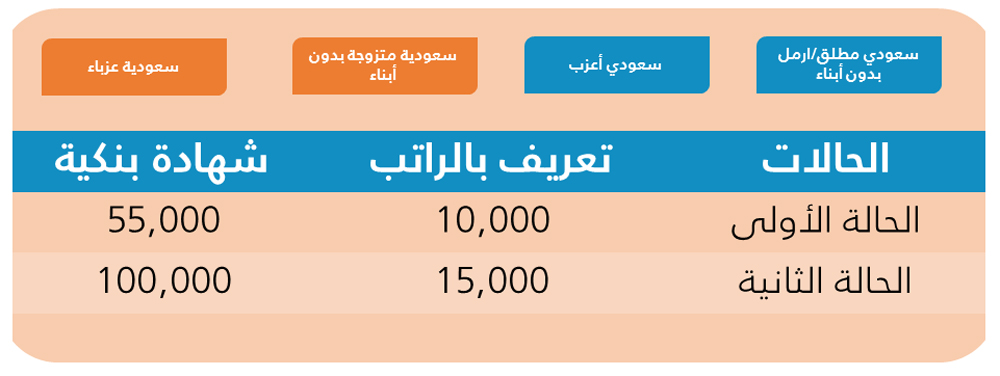 سعودي مطلق/ارمل
بدون أبناء
سعودي أعزب
سعودية متزوجة بدون
أبناء
سعودية عزباء
الحالات تعريف بالراتب شهادة بنكية
الحالة الأولى 10,000 55,000
الحالة الثانية 15,000 100,000